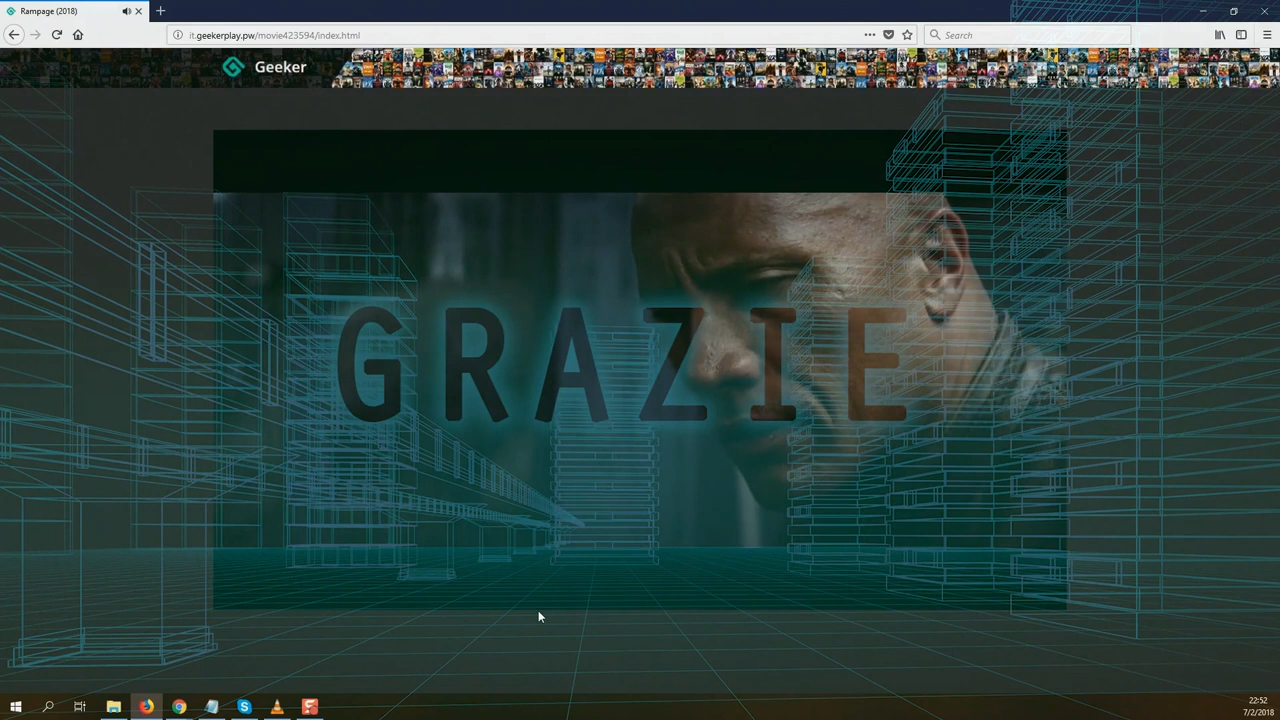 Rampage (2018)
it.geekerplay.pw/movie423594/index.html
Search
Geeker
GRAZIE
22:52
7/2/2018